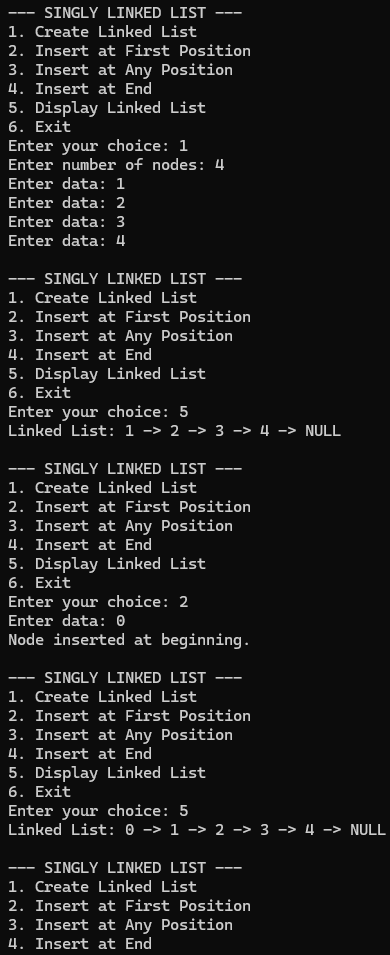 --- SINGLY LINKED LIST ---
1. Create Linked List
2. Insert at First Position
3. Insert at Any Position
4. Insert at End
5. Display Linked List
6. Exit
Enter your choice: 1
Enter number of nodes: 4
Enter data: 1
Enter data: 2
Enter data: 3
Enter data: 4
--- SINGLY LINKED LIST ---
1. Create Linked List
2. Insert at First Position
3. Insert at Any Position
4. Insert at End
5. Display Linked List
6. Exit
Enter your choice: 5
Linked List: 1 -> 2 -> 3 -> 4 -> NULL
--- SINGLY LINKED LIST ---
1. Create Linked List
2. Insert at First Position
3. Insert at Any Position
4. Insert at End
5. Display Linked List
6. Exit
Enter your choice: 2
Enter data: 0
Node inserted at beginning.
--- SINGLY LINKED LIST ---
1. Create Linked List
2. Insert at First Position
3. Insert at Any Position
4. Insert at End
5. Display Linked List
6. Exit
Enter your choice: 5
Linked List: 0 -> 1 -> 2 -> 3 -> 4 -> NULL
--- SINGLY LINKED LIST ---
1. Create Linked List
2. Insert at First Position
3. Insert at Any Position
4. Insert at End